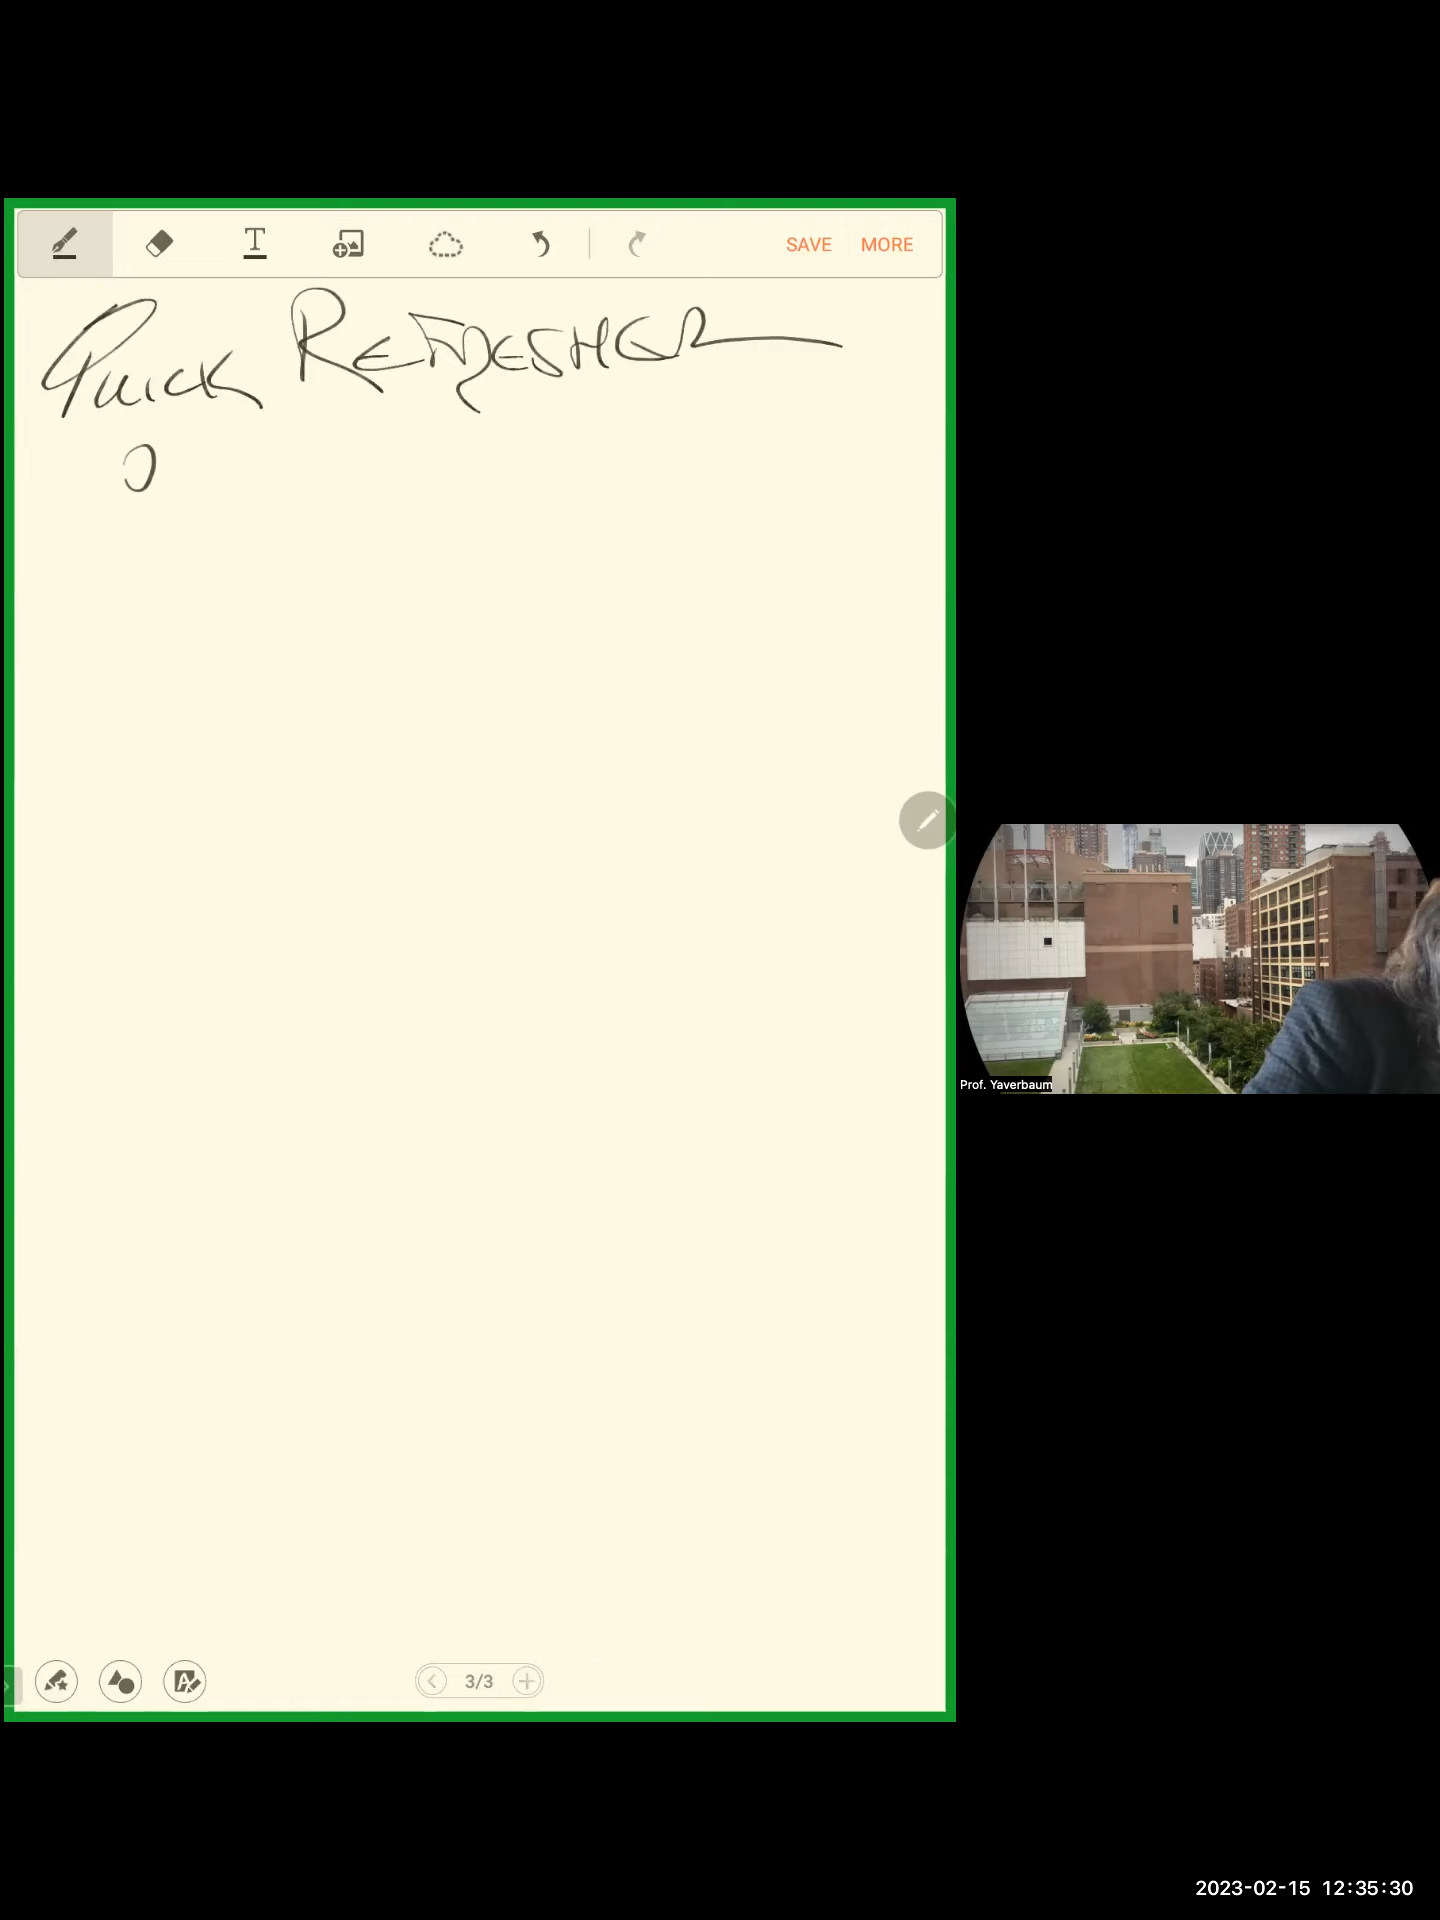 T SAVE MORE
Quick REFRESHER
3/3
Prof. Yaverbaum
2023-02-15 12:35:30